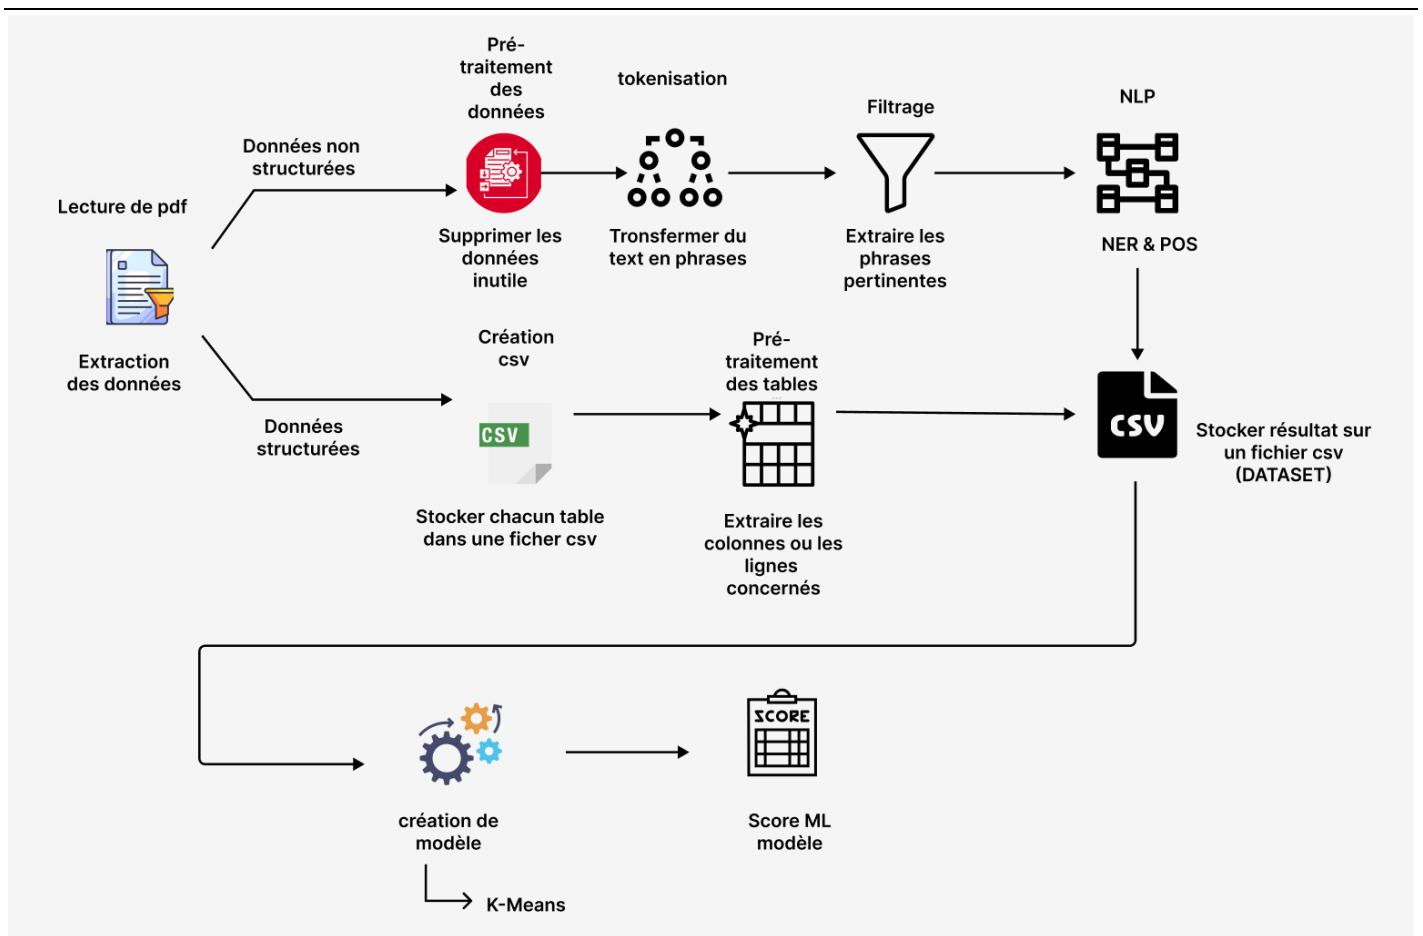 Pré-
traitement
des
données
tokenisation
Filtrage
NLP
Données non
structurées
Lecture de pdf
Supprimer les
données
inutile
Tronsfermer du
text en phrases
Extraire les
phrases
pertinentes
NER & POS
Extraction
des données
Création
csv
Pré-
traitement
des tables
Données
structurées
CSV
CSV
Stocker résultat sur
un fichier csv
(DATASET)
Stocker chacun table
dans une ficher csv
Extraire les
colonnes ou les
lignes
concernés
SCORE
création de
modèle
Score ML
modèle
K-Means